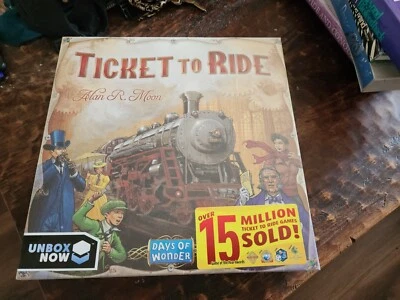 TICKET TO RIDE
Alan R. Moon
OVER
15 MILLION
TICKET TO RIDE GAMES
SOLD!
UNBOX
NOW
DAYS OF
WONDER